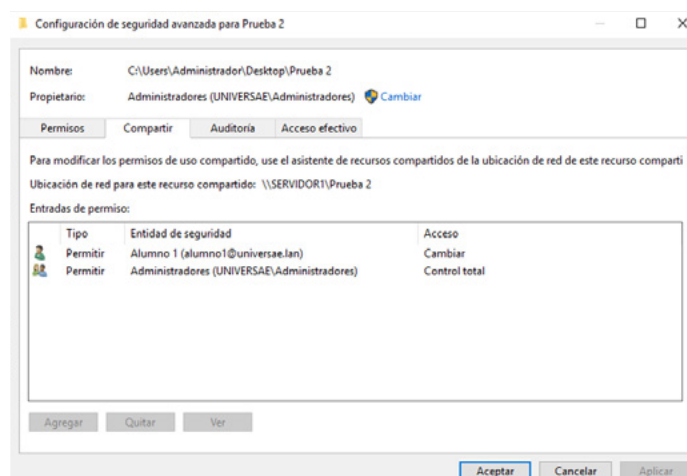 Configuración de seguridad avanzada para Prueba 2
Nombre: C:\Users\Administrador\Desktop\Prueba 2
Propietario: Administradores (UNIVERSAE\Administradores) Cambiar
Permisos Compartir Auditoría Acceso efectivo
Para modificar los permisos de uso compartido, use el asistente de recursos compartidos de la ubicación de red de este recurso comparti
Ubicación de red para este recurso compartido: \\SERVIDOR1\Prueba 2
Entradas de permiso:
Tipo Entidad de seguridad Acceso
Permitir Alumno 1 (alumno1@universae.lan) Cambiar
Permitir Administradores (UNIVERSAE\Administradores) Control total
Agregar Quitar Ver
Aceptar Cancelar Aplicar